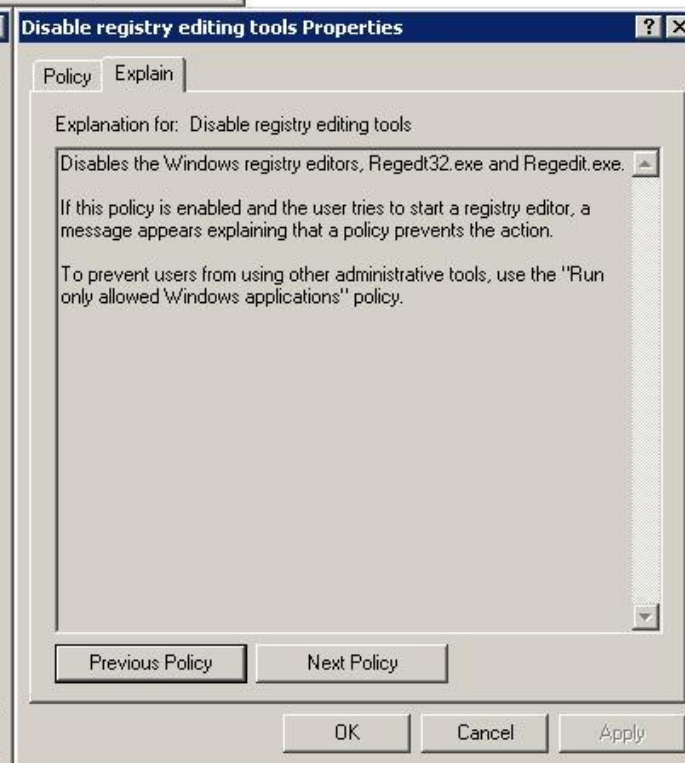 Disable registry editing tools Properties
Policy
Explain
Explanation for: Disable registry editing tools
Disables the Windows registry editors, Regedt32.exe and Regedit.exe.
If this policy is enabled and the user tries to start a registry editor, a
message appears explaining that a policy prevents the action.
To prevent users from using other administrative tools, use the "Run
only allowed Windows applications" policy.
Previous Policy
Next Policy
OK
Cancel
Apply